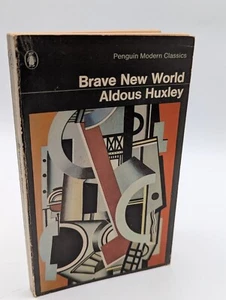 Penguin Modern Classics
Brave New World
Aldous Huxley